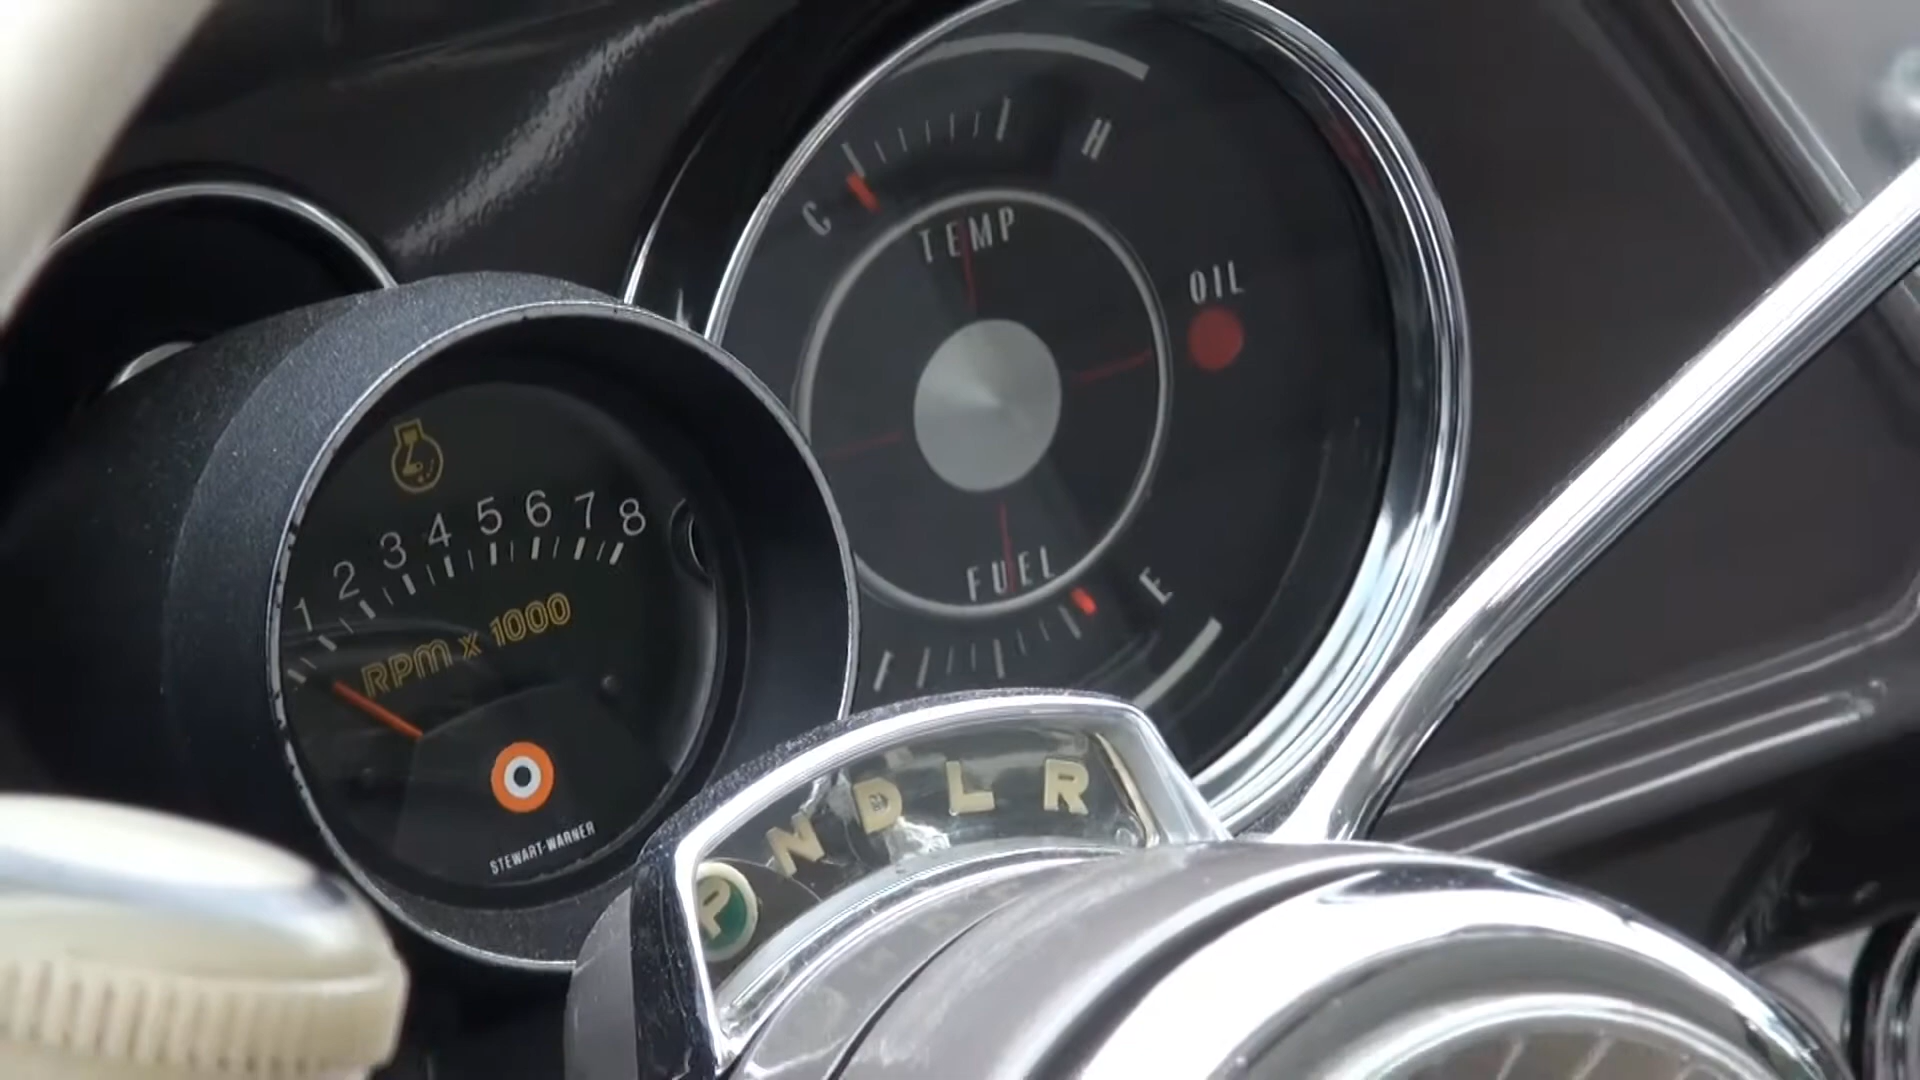 C H
TEMP
OIL
FUEL
E
1 2 3 4 5 6 7 8
RPM x 1000
STEWART-WARNER
P N D L R